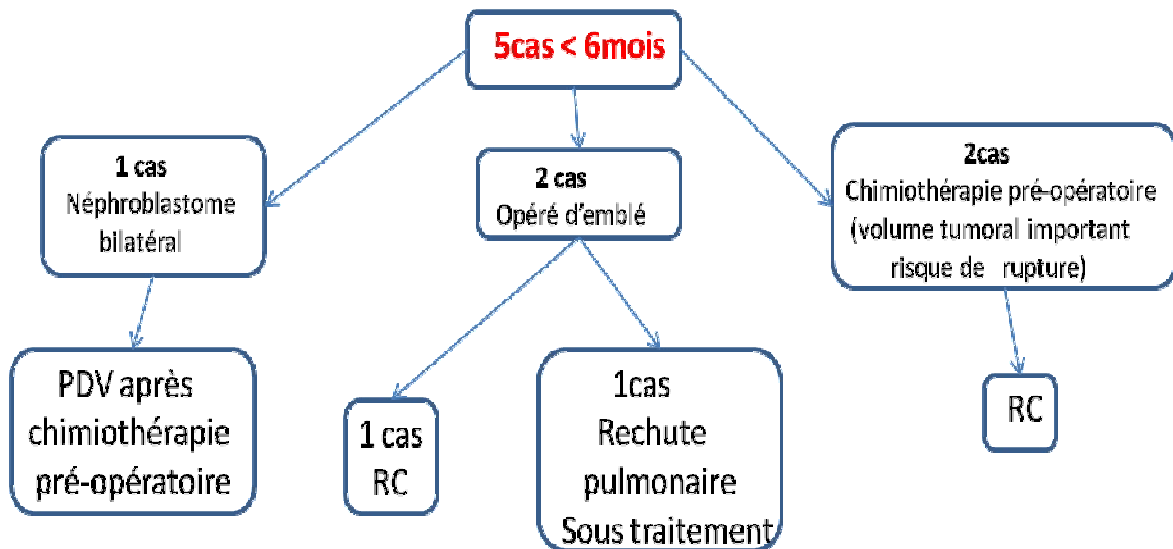 5cas < 6mois
1 cas
Néphroblastome
bilatéral
2 cas
Opéré d'emblé
2cas
Chimiothérapie pré-opératoire
(volume tumoral important
risque de rupture)
PDV après
chimiothérapie
pré-opératoire
1 cas
RC
1cas
Rechute
pulmonaire
Sous traitement
RC